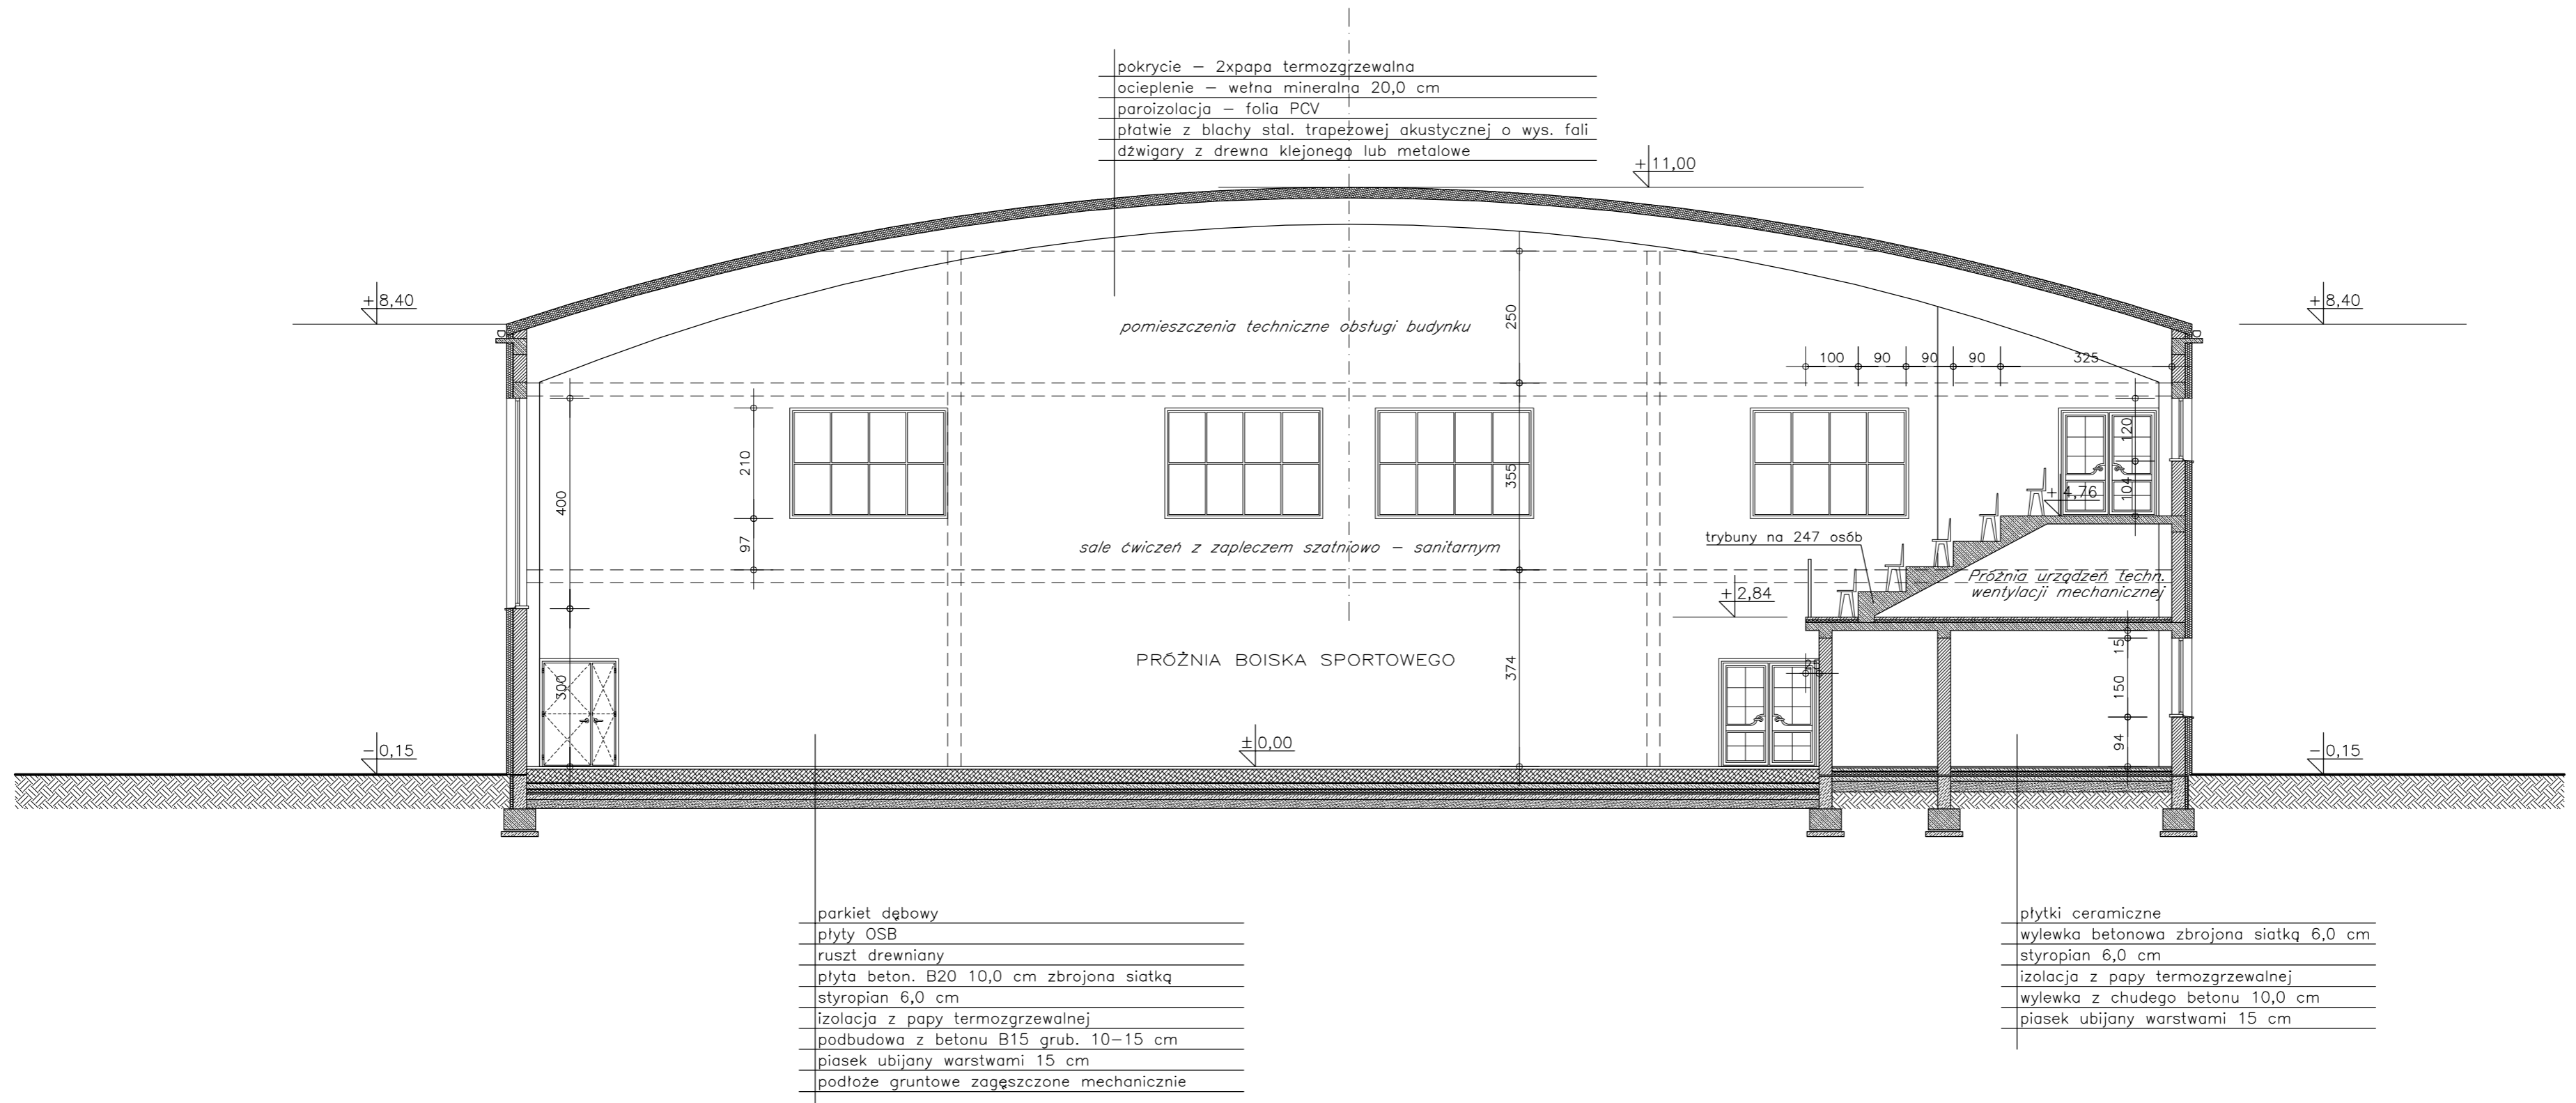 pokrycie – 2xpapa termozgrzewalna
ocieplenie – wełna mineralna 20,0 cm
paroizolacja – folia PCV
płatwie z blachy stal. trapezowej akustycznej o wys. fali
dźwigary z drewna klejonego lub metalowe
+11,00
+8,40
+8,40
pomieszczenia techniczne obsługi budynku
250
100 90 90 90 325
120
210
400
355
104
+4,76
97
sale ćwiczeń z zapleczem szatniowo – sanitarnym
trybuny na 247 osób
Próżnia urządzeń techn.
wentylacji mechanicznej
+2,84
PRÓŻNIA BOISKA SPORTOWEGO
15
25
300
374
150
94
-0,15
±0,00
-0,15
parkiet dębowy
płyty OSB
ruszt drewniany
płyta beton. B20 10,0 cm zbrojona siatką
styropian 6,0 cm
izolacja z papy termozgrzewalnej
podbudowa z betonu B15 grub. 10–15 cm
piasek ubijany warstwami 15 cm
podłoże gruntowe zagęszczone mechanicznie
płytki ceramiczne
wylewka betonowa zbrojona siatką 6,0 cm
styropian 6,0 cm
izolacja z papy termozgrzewalnej
wylewka z chudego betonu 10,0 cm
piasek ubijany warstwami 15 cm